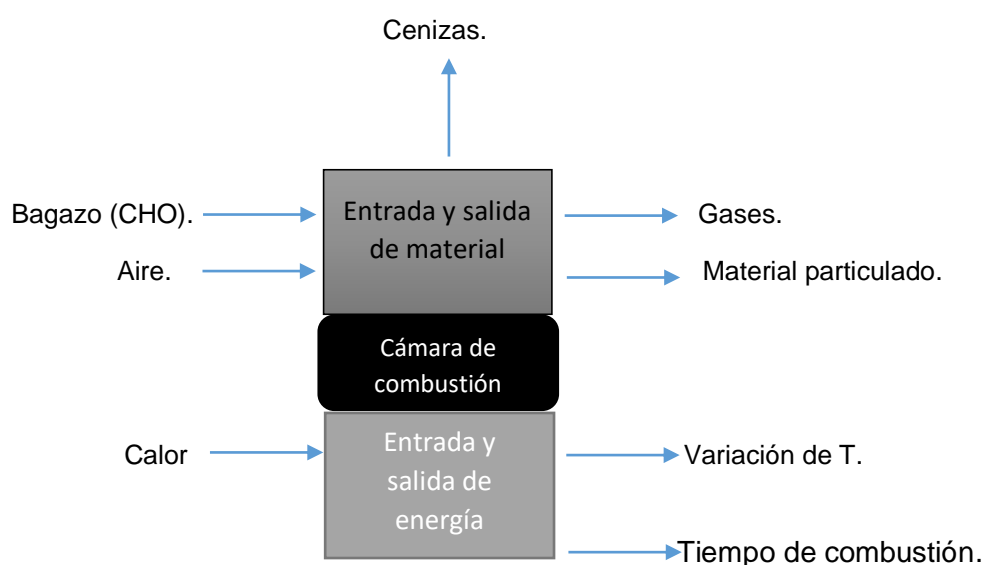 Cenizas.
Bagazo (CHO).
Entrada y salida
de material
Gases.
Aire.
Material particulado.
Cámara de
combustión
Calor
Entrada y
salida de
energía
Variación de T.
Tiempo de combustión.